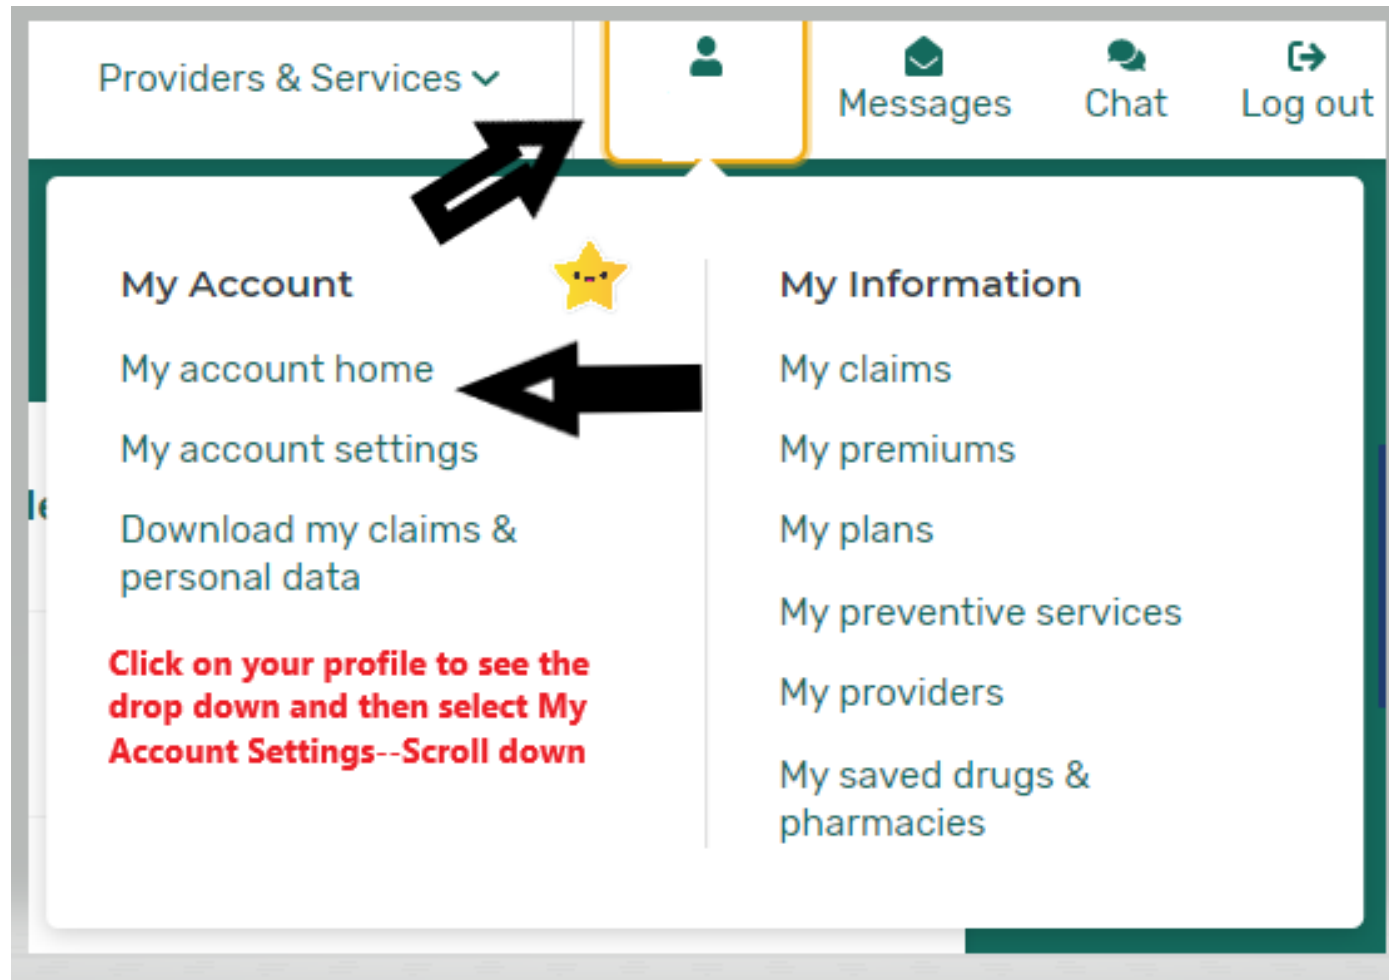 Providers & Services
Messages
Chat
Log out
My Account
My account home
My account settings
Download my claims &
personal data
Click on your profile to see the
drop down and then select My
Account Settings--Scroll down
My Information
My claims
My premiums
My plans
My preventive services
My providers
My saved drugs &
pharmacies